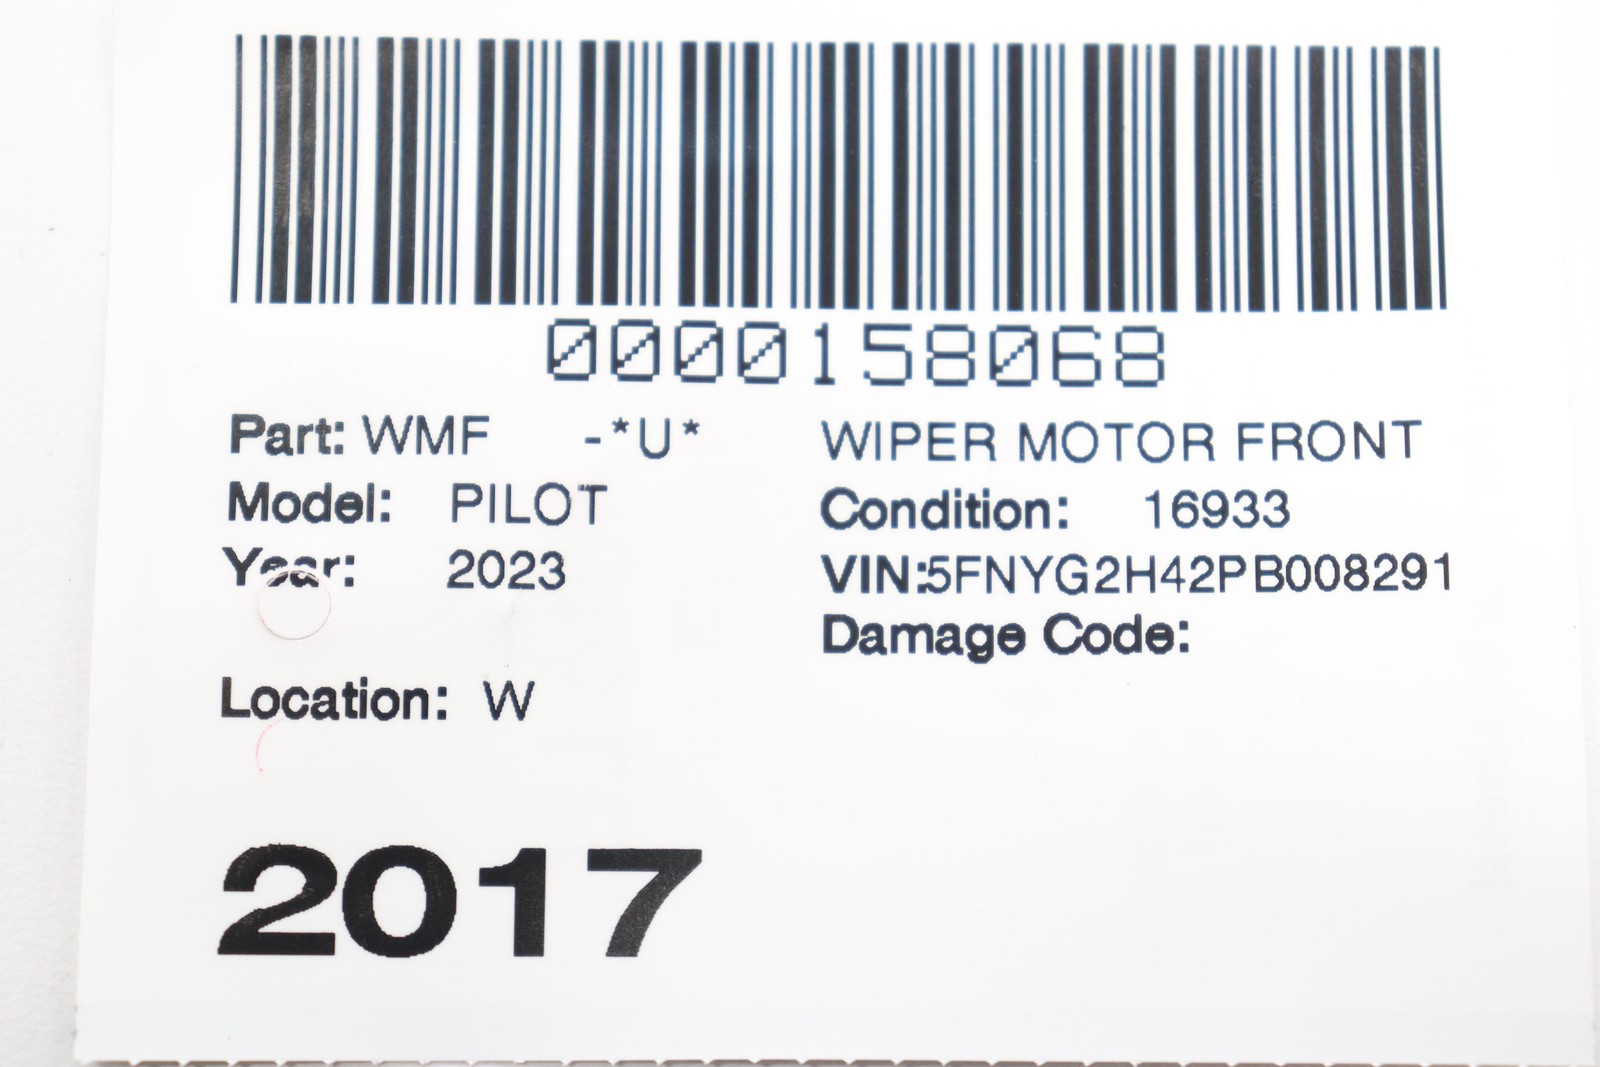 0000158068
Part: WMF -*U* WIPER MOTOR FRONT
Model: PILOT Condition: 16933
Year: 2023 VIN:5FNYG2H42PB008291
Damage Code:
Location: W
2017